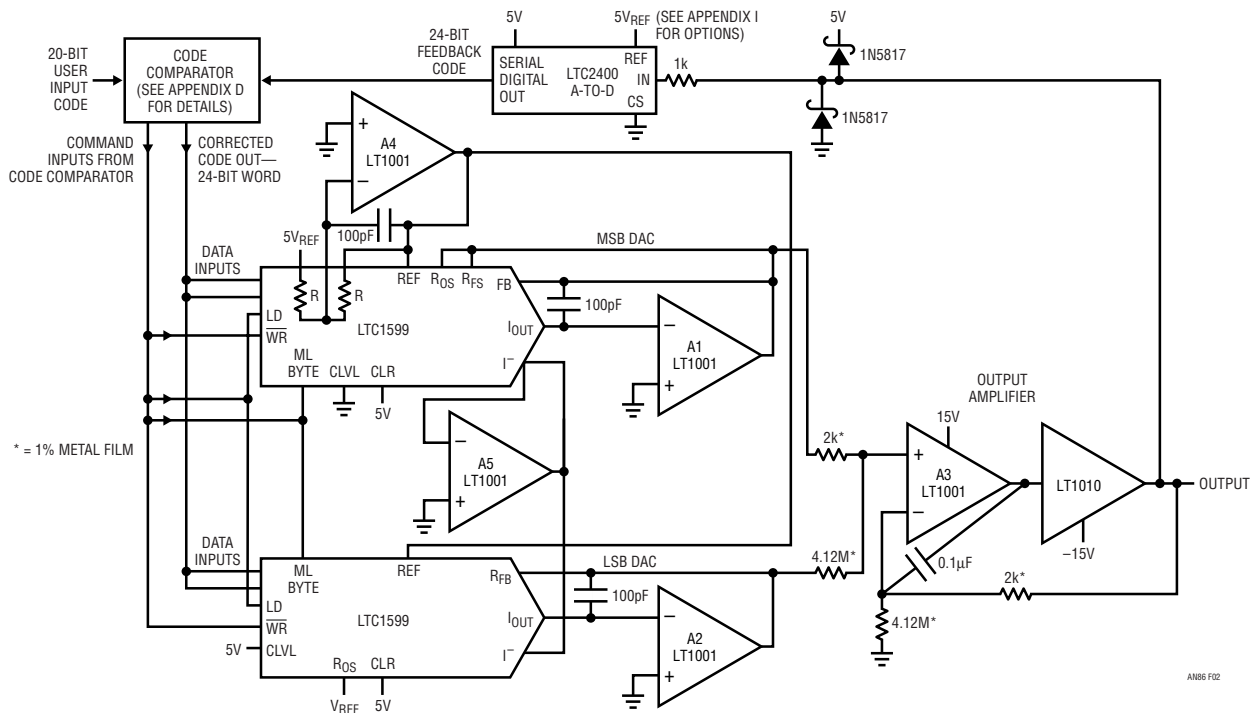 20-BIT
USER
INPUT
CODE
CODE
COMPARATOR
(SEE APPENDIX D
FOR DETAILS)
24-BIT
FEEDBACK
CODE
5V
5VREF (SEE APPENDIX I
FOR OPTIONS)
SERIAL
DIGITAL
OUT
LTC2400
A-TO-D
REF
IN
CS
1k
5V
1N5817
1N5817
COMMAND
INPUTS FROM
CODE COMPARATOR
CORRECTED
CODE OUT—
24-BIT WORD
+
A4
LT1001
−
100pF
5VREF
DATA
INPUTS
R
R
REF
ROS
RFS
MSB DAC
FB
100pF
LD
WR
LTC1599
IOUT
I−
ML
BYTE
CLVL
CLR
5V
−
A1
LT1001
+
* = 1% METAL FILM
−
A5
LT1001
+
OUTPUT
AMPLIFIER
2k*
15V
+
A3
LT1001
−
LT1010
OUTPUT
−15V
0.1µF
2k*
4.12M*
4.12M*
DATA
INPUTS
ML
BYTE
REF
RFB
LSB DAC
100pF
LD
WR
LTC1599
IOUT
I−
5V
CLVL
ROS
CLR
VREF
5V
−
A2
LT1001
+
AN86 F02